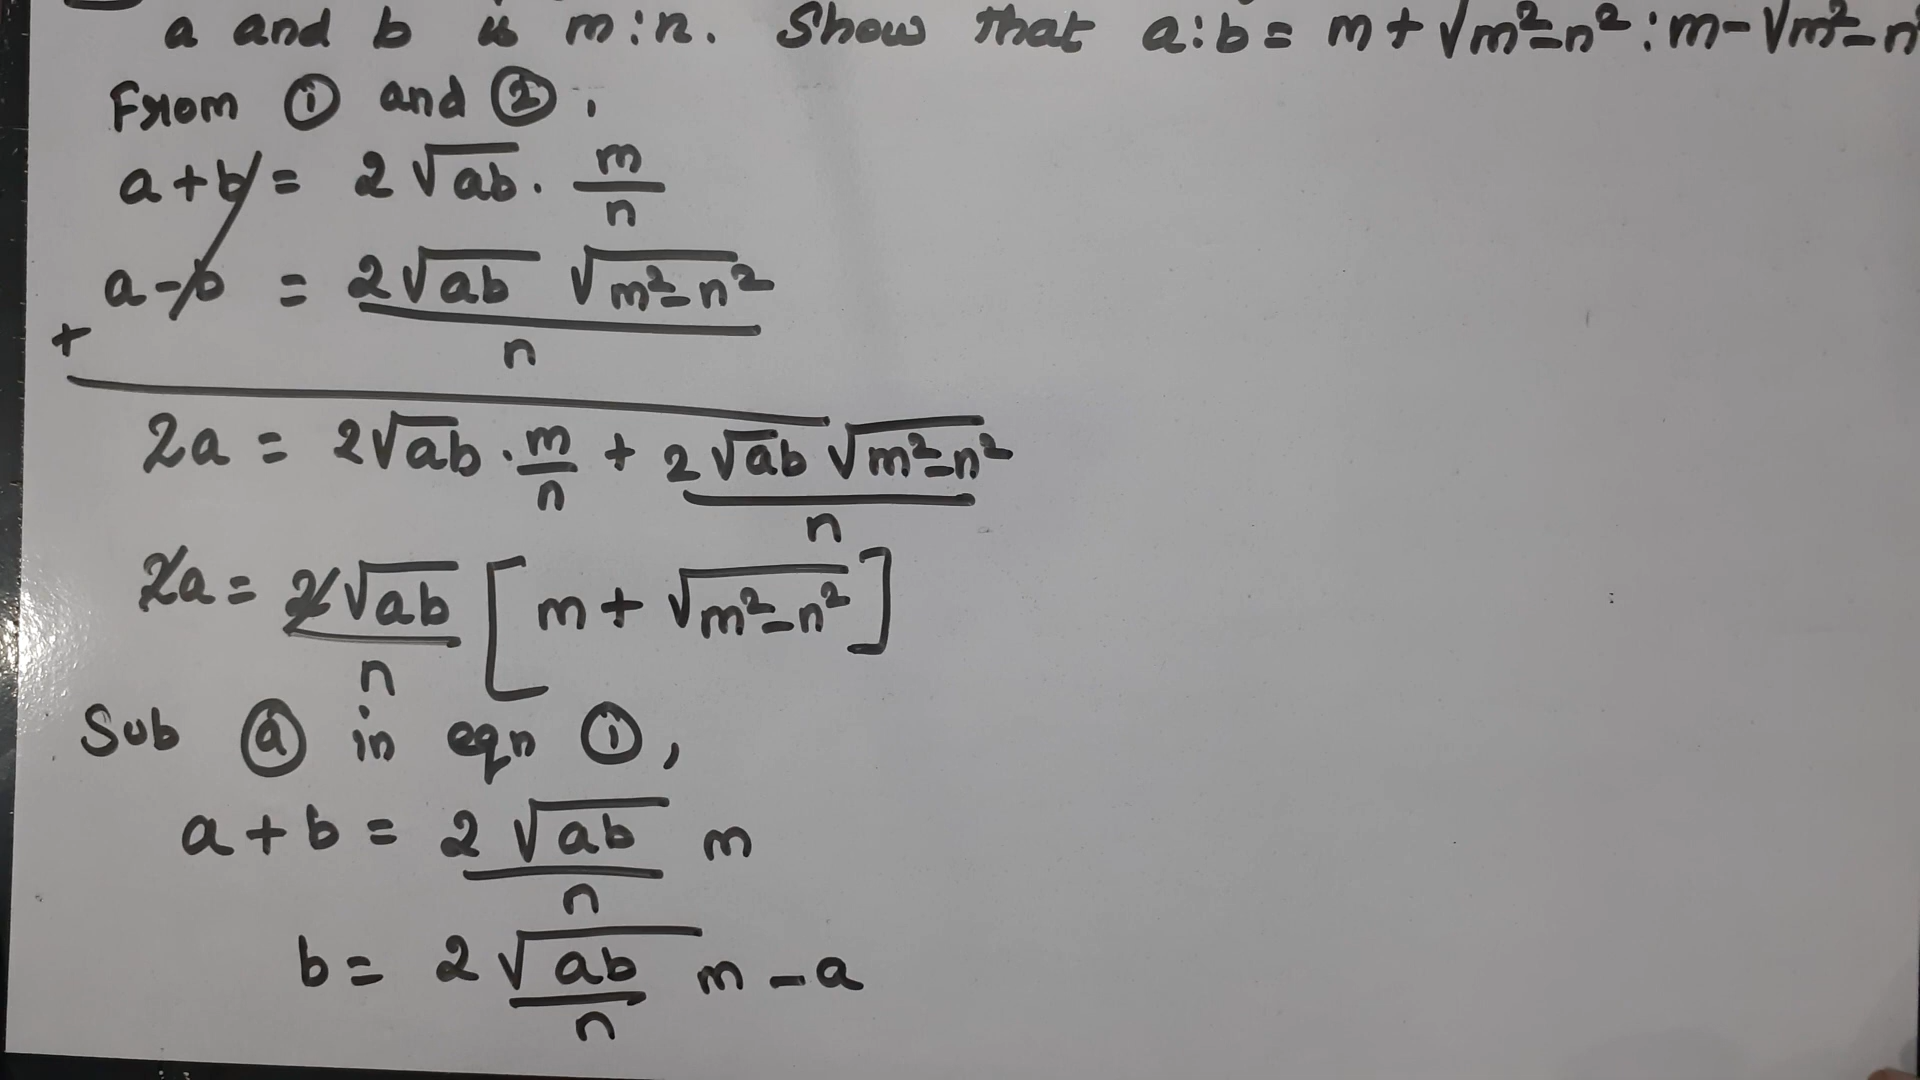 a and b is m:n. Show that a:b = m + √m²-n² : m - √m²-n
From ① and ②,
a + b = 2 √ab . m/n
a - b = 2√ab √m²-n² / n
+
2a = 2√ab . m/n + 2√ab √m²-n² / n
2a = 2√ab / n [m + √m²-n²]
Sub ⓐ in eqn ①,
a + b = 2 √ab / n m
b = 2 √ab / n m - a